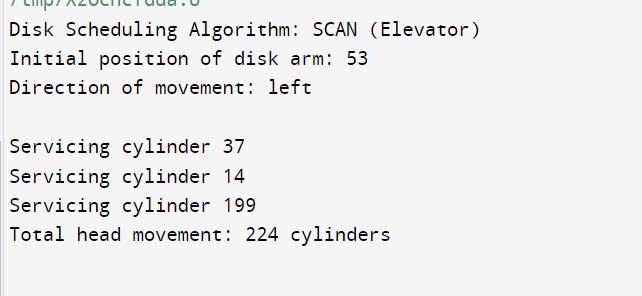 Disk Scheduling Algorithm: SCAN (Elevator)
Initial position of disk arm: 53
Direction of movement: left
Servicing cylinder 37
Servicing cylinder 14
Servicing cylinder 199
Total head movement: 224 cylinders